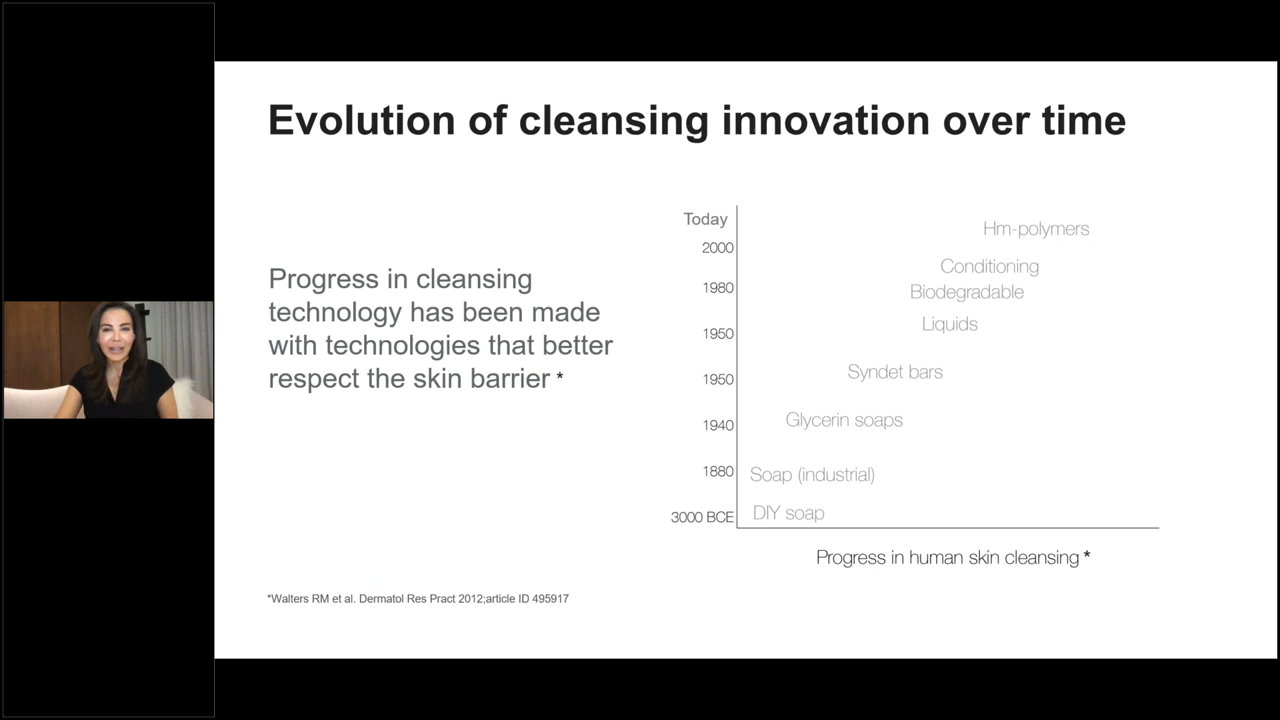 Evolution of cleansing innovation over time
Progress in cleansing
technology has been made
with technologies that better
respect the skin barrier *
Today
2000
1980
1950
1950
1940
1880
3000 BCE
Hm-polymers
Conditioning
Biodegradable
Liquids
Syndet bars
Glycerin soaps
Soap (industrial)
DIY soap
Progress in human skin cleansing *
*Walters RM et al. Dermatol Res Pract 2012;article ID 495917